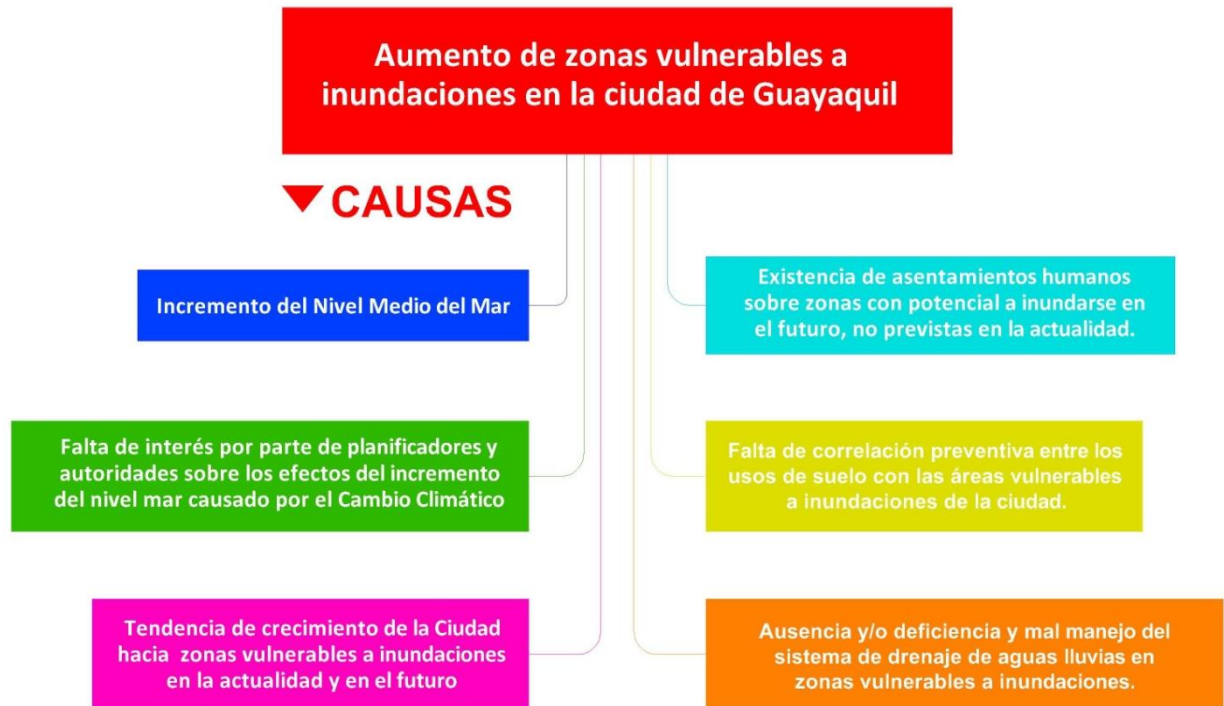 Aumento de zonas vulnerables a
inundaciones en la ciudad de Guayaquil
CAUSAS
Incremento del Nivel Medio del Mar
Existencia de asentamientos humanos
sobre zonas con potencial a inundarse en
el futuro, no previstas en la actualidad.
Falta de interés por parte de planificadores y
autoridades sobre los efectos del incremento
del nivel mar causado por el Cambio Climático
Falta de correlación preventiva entre los
usos de suelo con las áreas vulnerables
a inundaciones de la ciudad.
Tendencia de crecimiento de la Ciudad
hacia zonas vulnerables a inundaciones
en la actualidad y en el futuro
Ausencia y/o deficiencia y mal manejo del
sistema de drenaje de aguas lluvias en
zonas vulnerables a inundaciones.